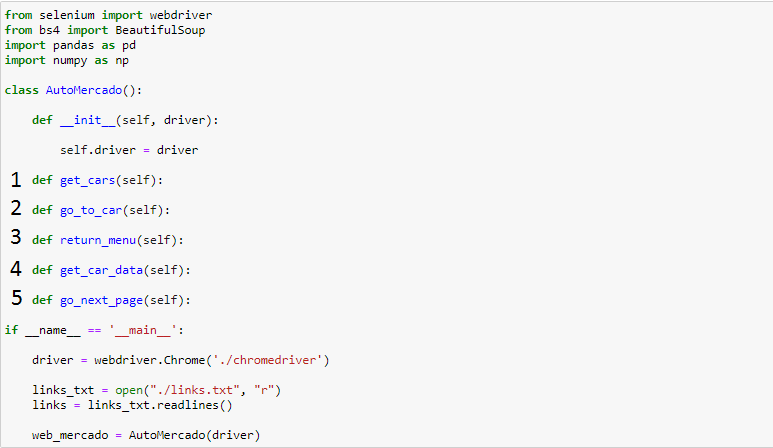 from selenium import webdriver
from bs4 import BeautifulSoup
import pandas as pd
import numpy as np
class AutoMercado():
def __init__(self, driver):
self.driver = driver
1 def get_cars(self):
2 def go_to_car(self):
3 def return_menu(self):
4 def get_car_data(self):
5 def go_next_page(self):
if __name__ == '__main__':
driver = webdriver.Chrome('./chromedriver')
links_txt = open("./links.txt", "r")
links = links_txt.readlines()
web_mercado = AutoMercado(driver)